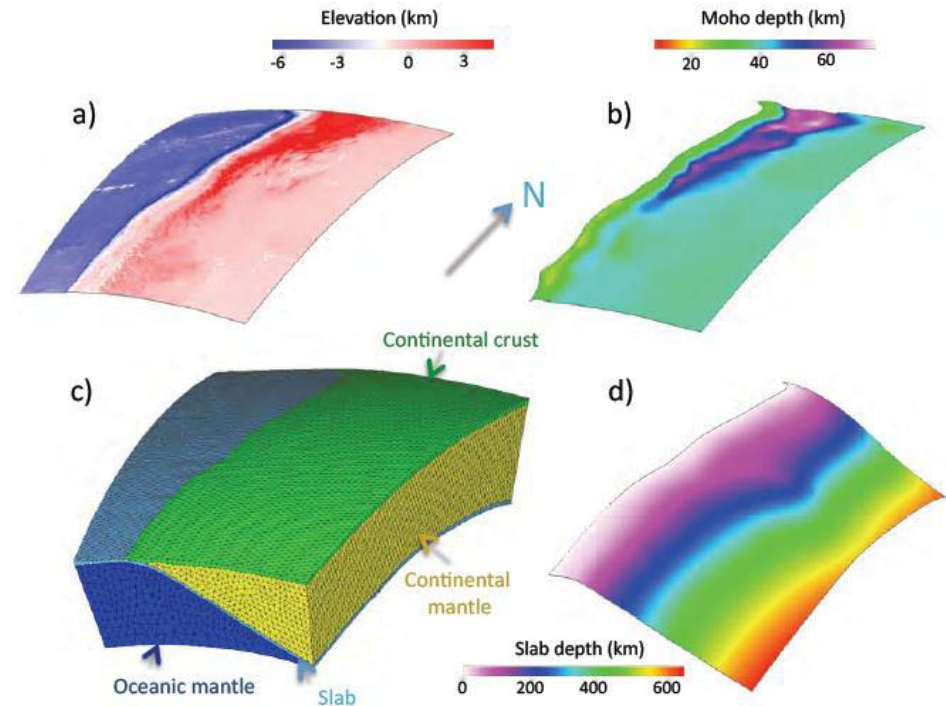 Elevation (km)
-6 -3 0 3
Moho depth (km)
20 40 60
a)
b)
N
Continental crust
c)
d)
Continental
mantle
Oceanic mantle
Slab
Slab depth (km)
0 200 400 600